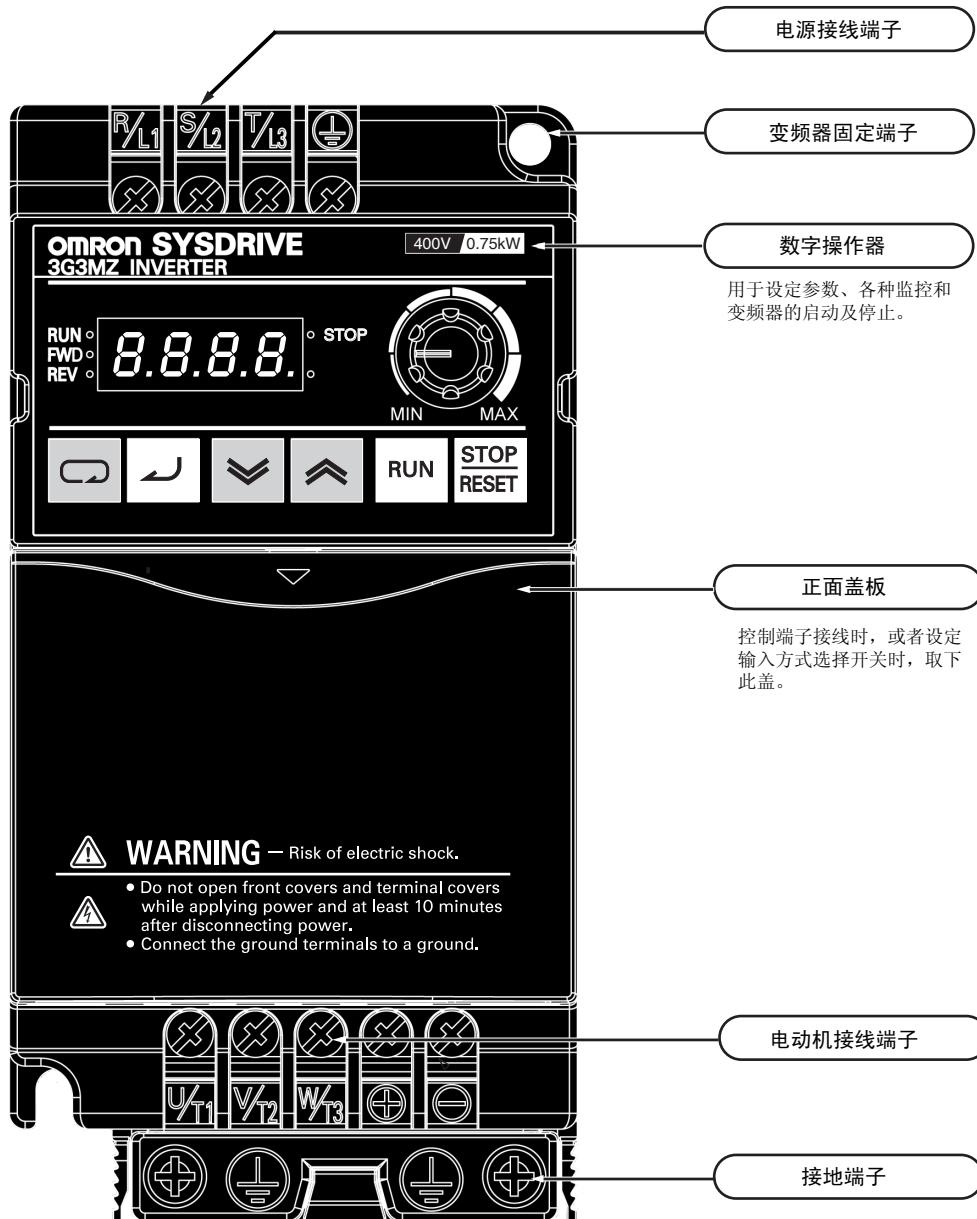 电源接线端子
R/L1 S/L2 T/L3
变频器固定端子
omron SYSDRIVE
3G3MZ INVERTER
400V 0.75kW
数字操作器
用于设定参数、各种监控和
变频器的启动及停止。
RUN
FWD
REV
8.8.8.8.
STOP
MIN MAX
RUN
STOP
RESET
正面盖板
控制端子接线时，或者设定
输入方式选择开关时，取下
此盖。
WARNING — Risk of electric shock.
• Do not open front covers and terminal covers
while applying power and at least 10 minutes
after disconnecting power.
• Connect the ground terminals to a ground.
电动机接线端子
U/T1 V/T2 W/T3 ⊕ ⊖
接地端子